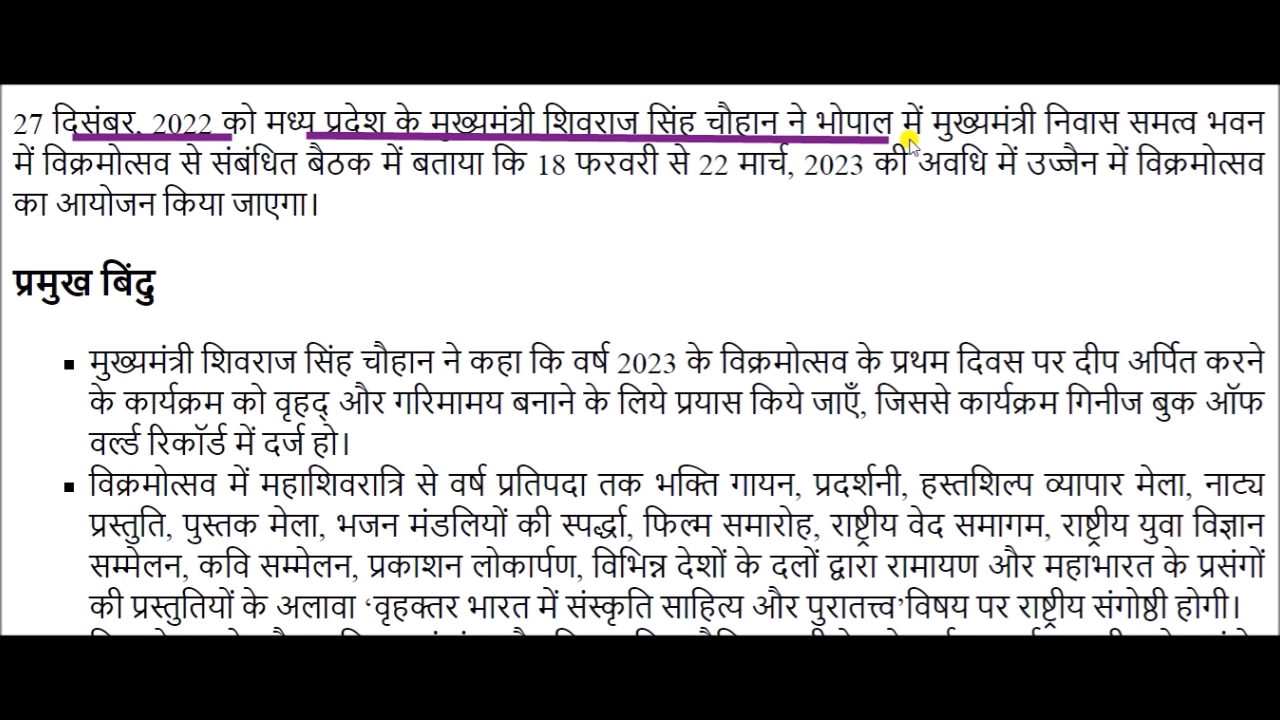 27 दिसंबर, 2022 को मध्य प्रदेश के मुख्यमंत्री शिवराज सिंह चौहान ने भोपाल में मुख्यमंत्री निवास समत्व भवन
में विक्रमोत्सव से संबंधित बैठक में बताया कि 18 फरवरी से 22 मार्च, 2023 की अवधि में उज्जैन में विक्रमोत्सव
का आयोजन किया जाएगा।
प्रमुख बिंदु
▪ मुख्यमंत्री शिवराज सिंह चौहान ने कहा कि वर्ष 2023 के विक्रमोत्सव के प्रथम दिवस पर दीप अर्पित करने
के कार्यक्रम को वृहद् और गरिमामय बनाने के लिये प्रयास किये जाएँ, जिससे कार्यक्रम गिनीज बुक ऑफ
वर्ल्ड रिकॉर्ड में दर्ज हो।
▪ विक्रमोत्सव में महाशिवरात्रि से वर्ष प्रतिपदा तक भक्ति गायन, प्रदर्शनी, हस्तशिल्प व्यापार मेला, नाट्य
प्रस्तुति, पुस्तक मेला, भजन मंडलियों की स्पर्द्धा, फिल्म समारोह, राष्ट्रीय वेद समागम, राष्ट्रीय युवा विज्ञान
सम्मेलन, कवि सम्मेलन, प्रकाशन लोकार्पण, विभिन्न देशों के दलों द्वारा रामायण और महाभारत के प्रसंगों
की प्रस्तुतियों के अलावा ‘वृहक्तर भारत में संस्कृति साहित्य और पुरातत्त्व’विषय पर राष्ट्रीय संगोष्ठी होगी।